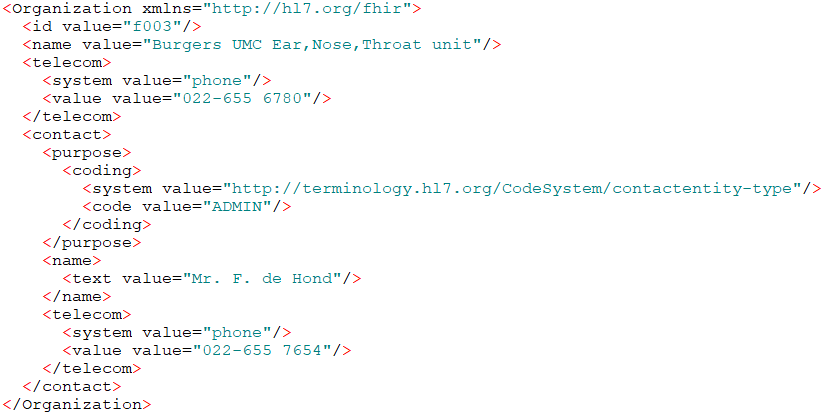 <Organization xmlns="http://hl7.org/fhir">
  <id value="f003"/>
  <name value="Burgers UMC Ear,Nose,Throat unit"/>
  <telecom>
    <system value="phone"/>
    <value value="022-655 6780"/>
  </telecom>
  <contact>
    <purpose>
      <coding>
        <system value="http://terminology.hl7.org/CodeSystem/contactentity-type"/>
        <code value="ADMIN"/>
      </coding>
    </purpose>
    <name>
      <text value="Mr. F. de Hond"/>
    </name>
    <telecom>
      <system value="phone"/>
      <value value="022-655 7654"/>
    </telecom>
  </contact>
</Organization>